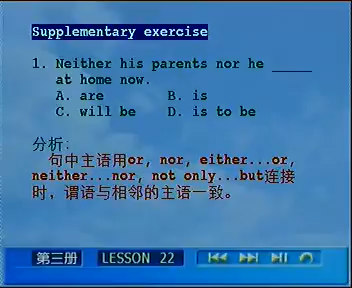 Supplementary exercise
1. Neither his parents nor he _____
at home now.
A. are B. is
C. will be D. is to be
分析:
句中主语用or, nor, either...or,
neither...nor, not only...but连接
时, 谓语与相邻的主语一致。
第三册 LESSON 22